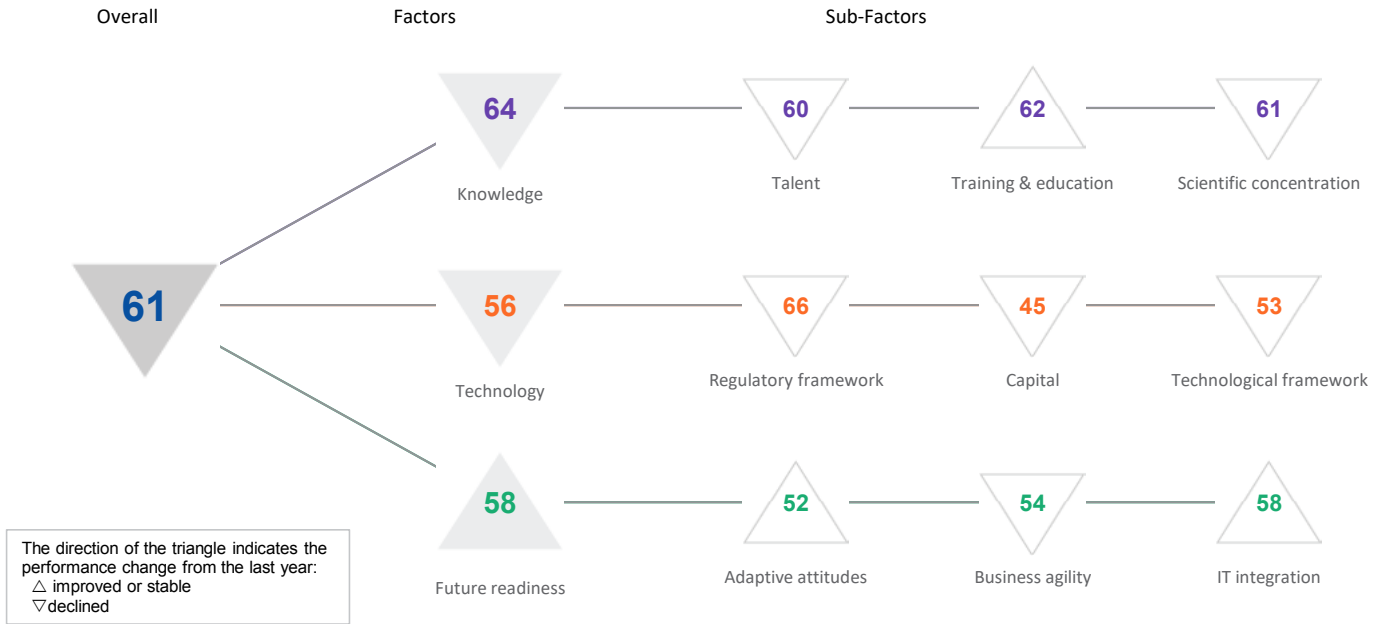 Overall Factors Sub-Factors
64 60 62 61
Knowledge Talent Training & education Scientific concentration
61
56 66 45 53
Technology Regulatory framework Capital Technological framework
58 52 54 58
Future readiness Adaptive attitudes Business agility IT integration
The direction of the triangle indicates the
performance change from the last year:
△ improved or stable
▽declined